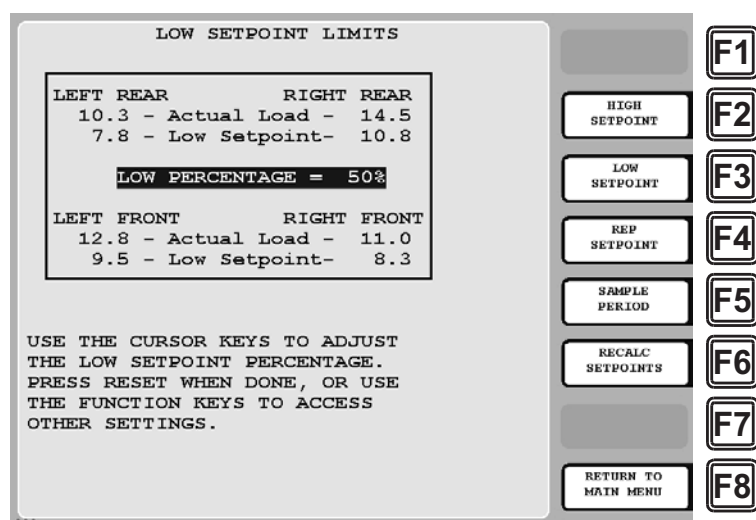 LOW SETPOINT LIMITS
LEFT REAR RIGHT REAR
10.3 - Actual Load - 14.5
7.8 - Low Setpoint- 10.8
LOW PERCENTAGE = 50%
LEFT FRONT RIGHT FRONT
12.8 - Actual Load - 11.0
9.5 - Low Setpoint- 8.3
USE THE CURSOR KEYS TO ADJUST
THE LOW SETPOINT PERCENTAGE.
PRESS RESET WHEN DONE, OR USE
THE FUNCTION KEYS TO ACCESS
OTHER SETTINGS.
F1
HIGH
SETPOINT
F2
LOW
SETPOINT
F3
REP
SETPOINT
F4
SAMPLE
PERIOD
F5
RECALC
SETPOINTS
F6
F7
RETURN TO
MAIN MENU
F8